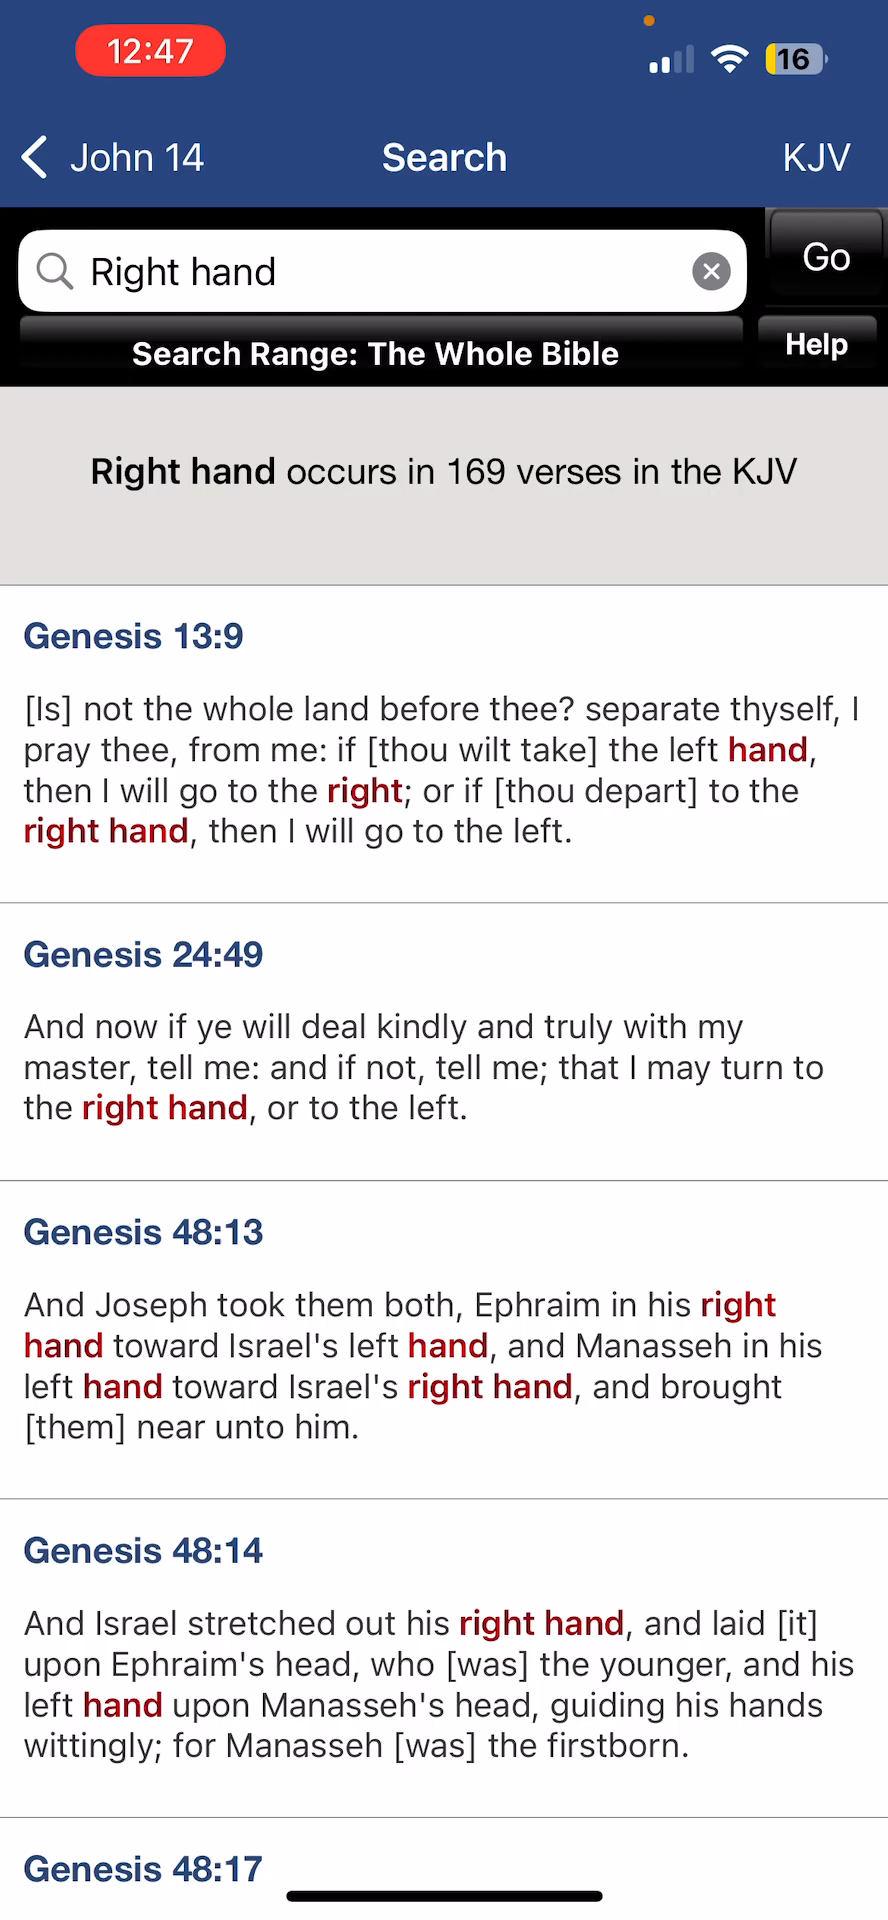 12:47
16
John 14
Search
KJV
Right hand
Go
Search Range: The Whole Bible
Help
Right hand occurs in 169 verses in the KJV
Genesis 13:9
[Is] not the whole land before thee? separate thyself, I
pray thee, from me: if [thou wilt take] the left hand,
then I will go to the right; or if [thou depart] to the
right hand, then I will go to the left.
Genesis 24:49
And now if ye will deal kindly and truly with my
master, tell me: and if not, tell me; that I may turn to
the right hand, or to the left.
Genesis 48:13
And Joseph took them both, Ephraim in his right
hand toward Israel's left hand, and Manasseh in his
left hand toward Israel's right hand, and brought
[them] near unto him.
Genesis 48:14
And Israel stretched out his right hand, and laid [it]
upon Ephraim's head, who [was] the younger, and his
left hand upon Manasseh's head, guiding his hands
wittingly; for Manasseh [was] the firstborn.
Genesis 48:17